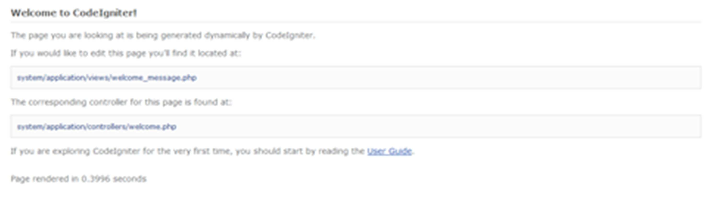 Welcome to CodeIgniter!
The page you are looking at is being generated dynamically by CodeIgniter.
If you would like to edit this page you'll find it located at:
system/application/views/welcome_message.php
The corresponding controller for this page is found at:
system/application/controllers/welcome.php
If you are exploring CodeIgniter for the very first time, you should start by reading the User Guide.
Page rendered in 0.3996 seconds